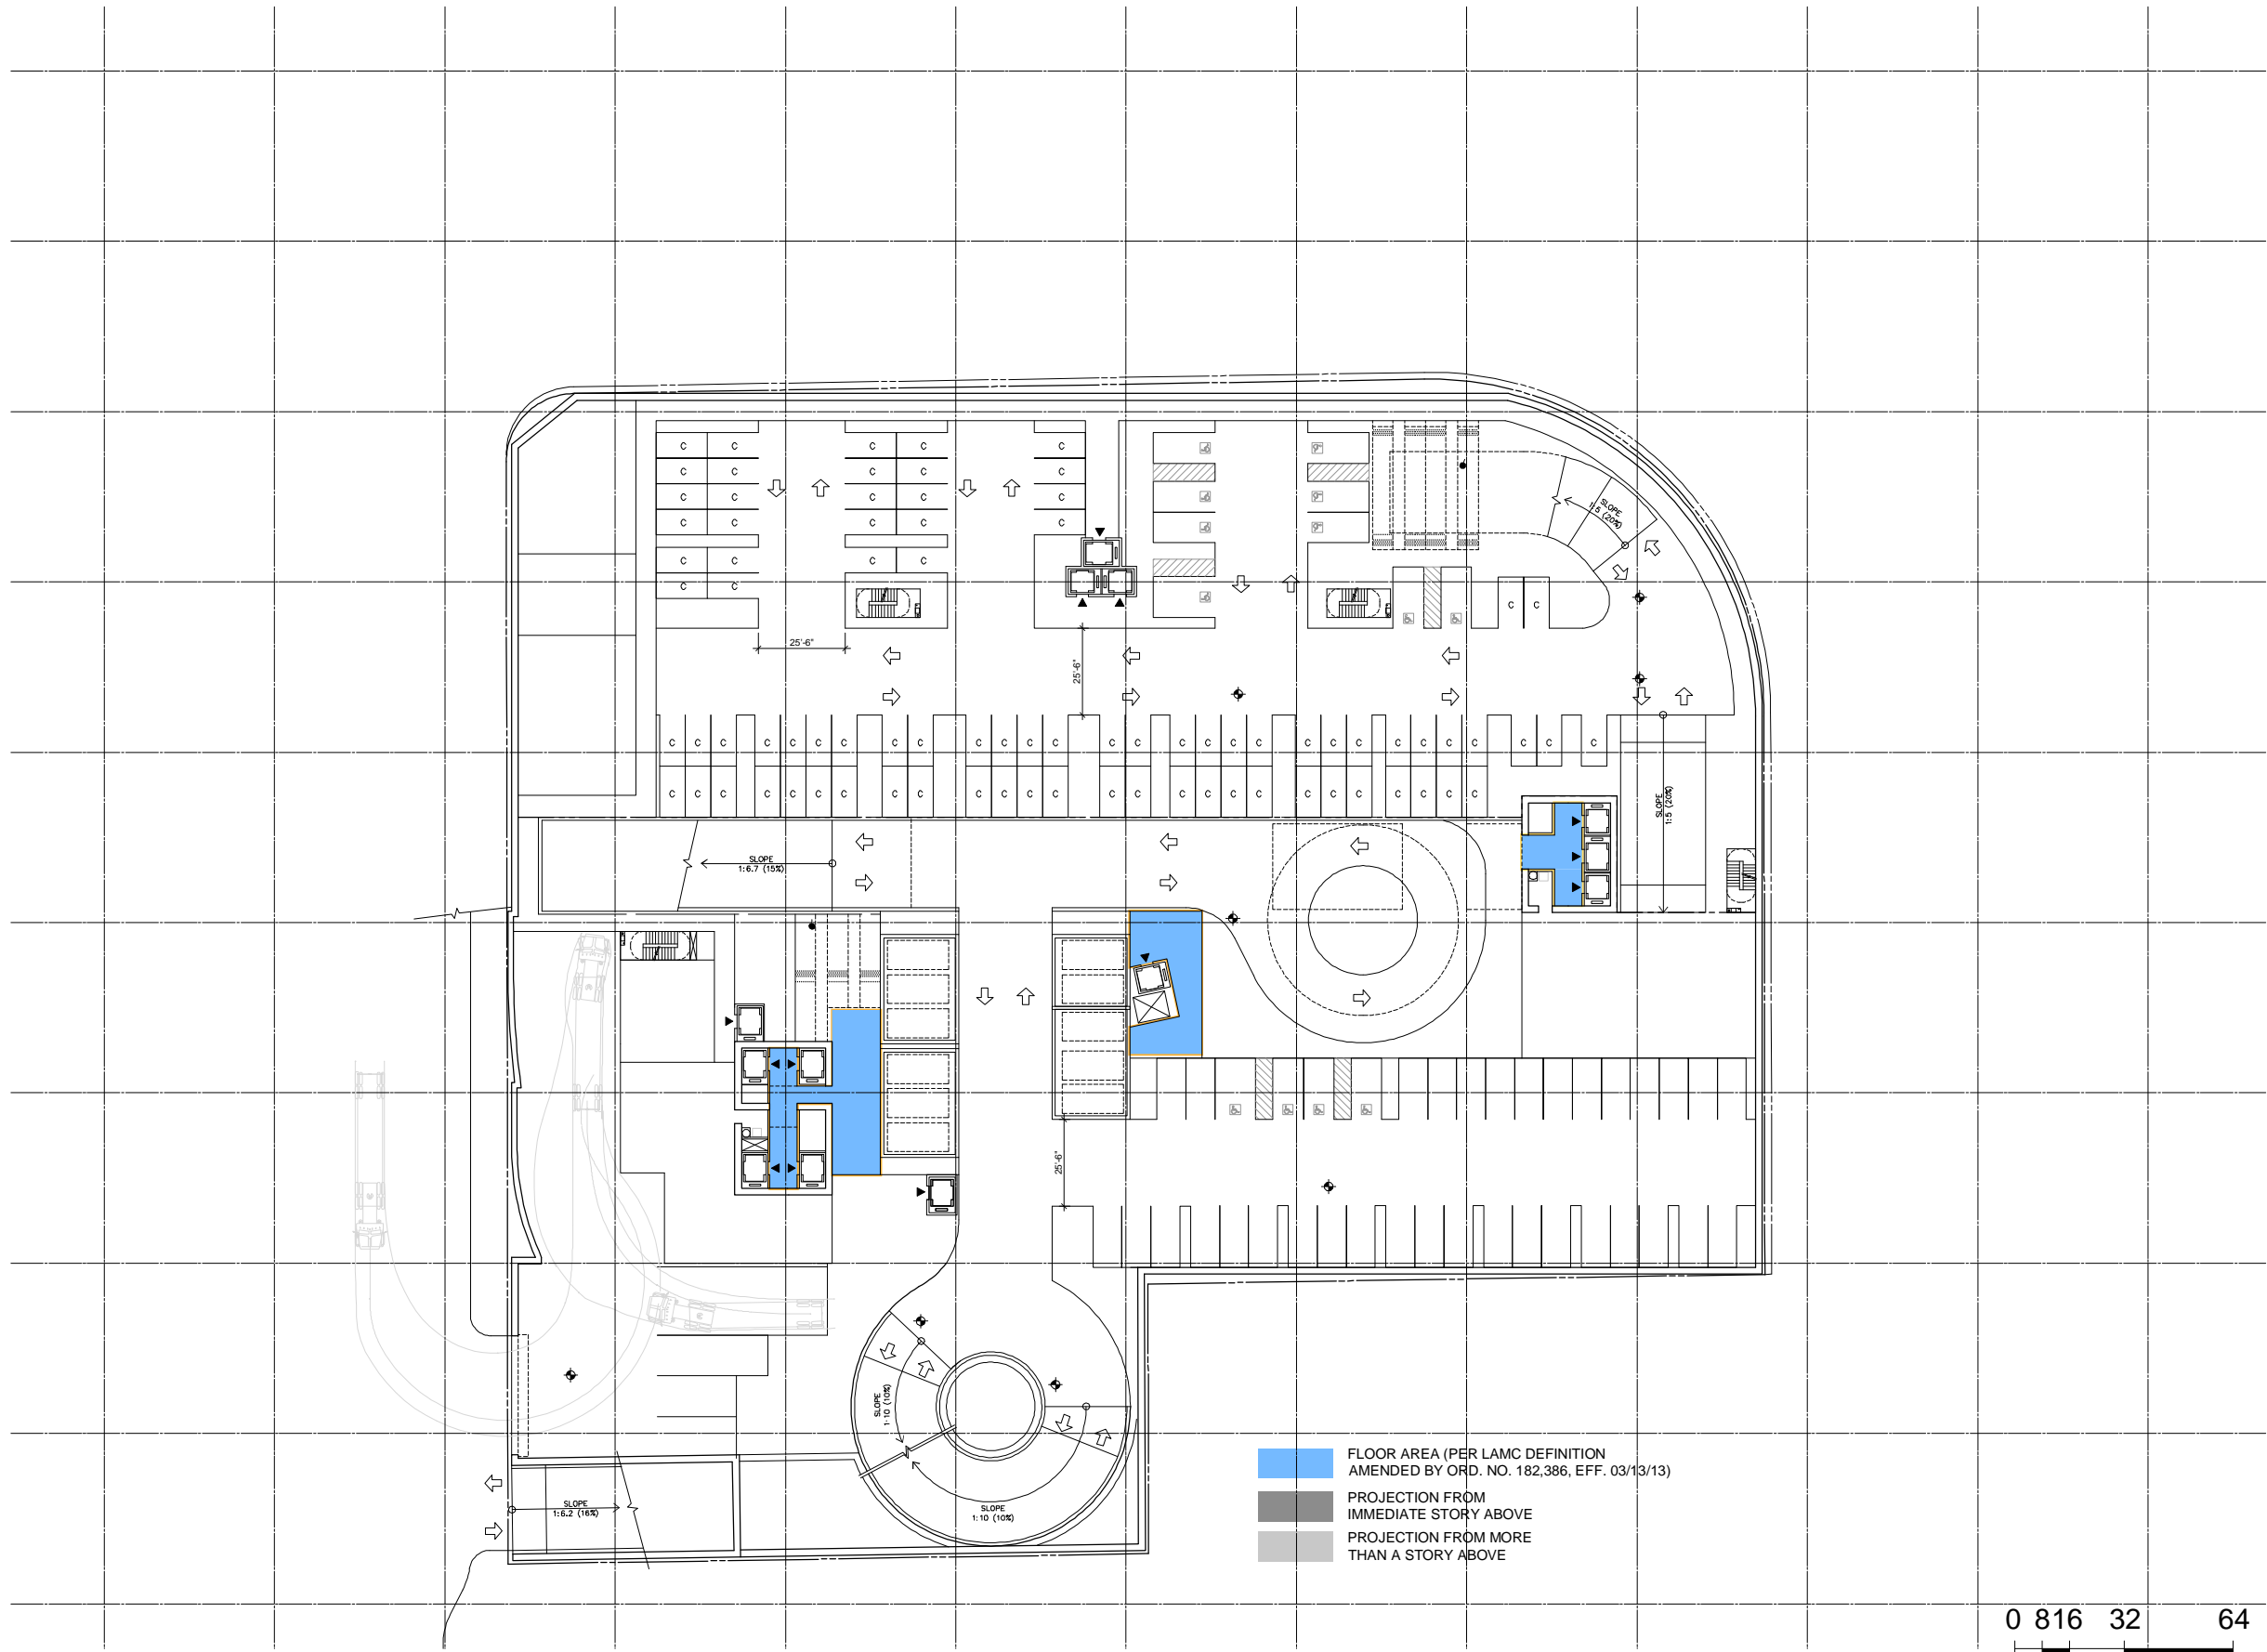 C C C C C
C C C C C
C C C C C
C C C C C
SLOPE
1:5 (20%)
C C C C
C C C C
C C
25'-6"
25'-6"
C C C C C C C C C C C C C C C C C C C C C C C C C C C C
C C C C C C C C C C C C C C C C C C C C C C C C C
SLOPE
1:5 (20%)
SLOPE
1:6.7 (15%)
25'-6"
SLOPE
1:10 (10%)
SLOPE
1:10 (10%)
SLOPE
1:6.2 (16%)
FLOOR AREA (PER LAMC DEFINITION
AMENDED BY ORD. NO. 182,386, EFF. 03/13/13)
PROJECTION FROM
IMMEDIATE STORY ABOVE
PROJECTION FROM MORE
THAN A STORY ABOVE
0 8 16 32 64